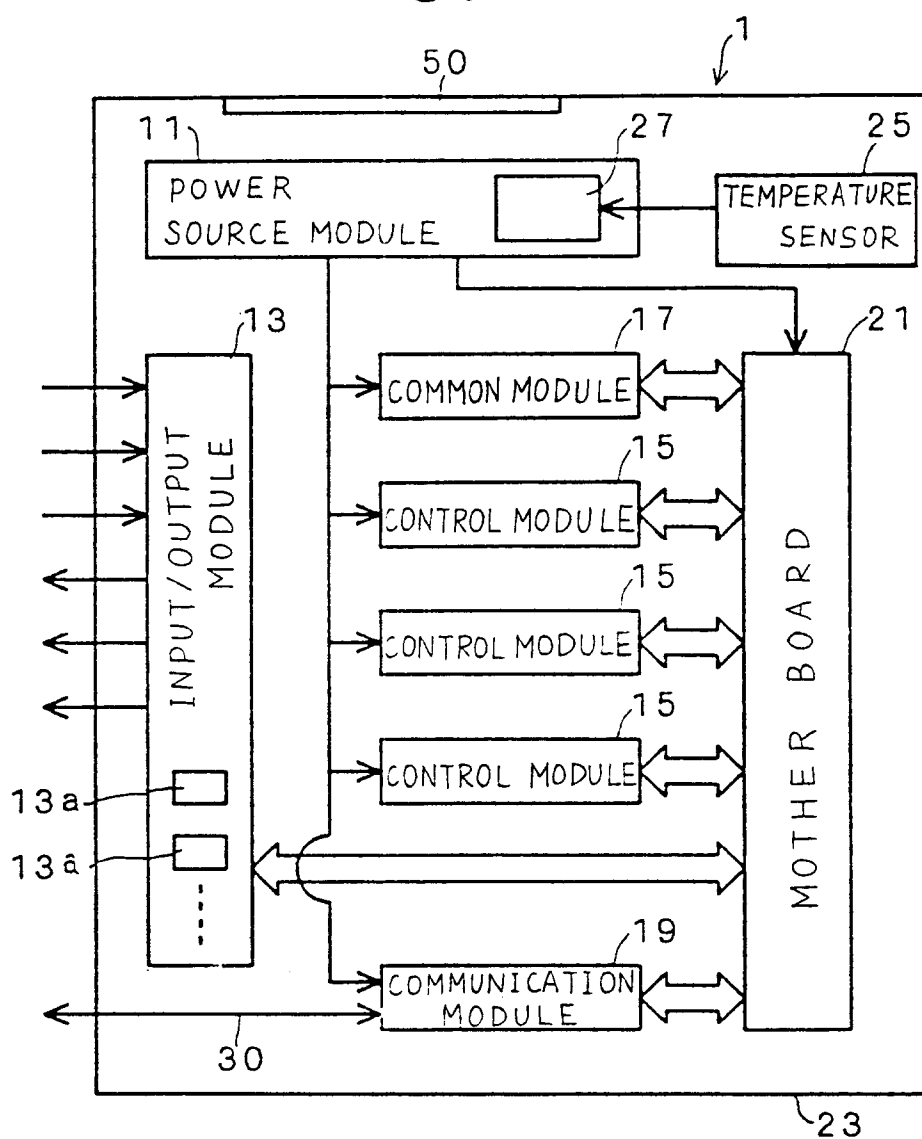 1
50
11
27
25
POWER
SOURCE MODULE
TEMPERATURE
SENSOR
13
17
21
INPUT/OUTPUT
MODULE
COMMON MODULE
15
CONTROL MODULE
15
CONTROL MODULE
15
CONTROL MODULE
MOTHER BOARD
13a
13a
19
COMMUNICATION
MODULE
30
23